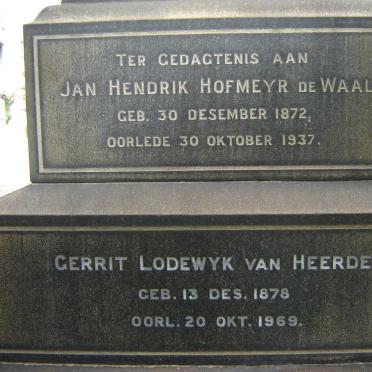 TER GEDAGTENIS AAN
JAN HENDRIK HOFMEYR DE WAAL
GEB. 30 DESEMBER 1872,
OORLEDE 30 OKTOBER 1937.
GERRIT LODEWYK VAN HEERDE
GEB. 13 DES. 1878
OORL. 20 OKT. 1969.